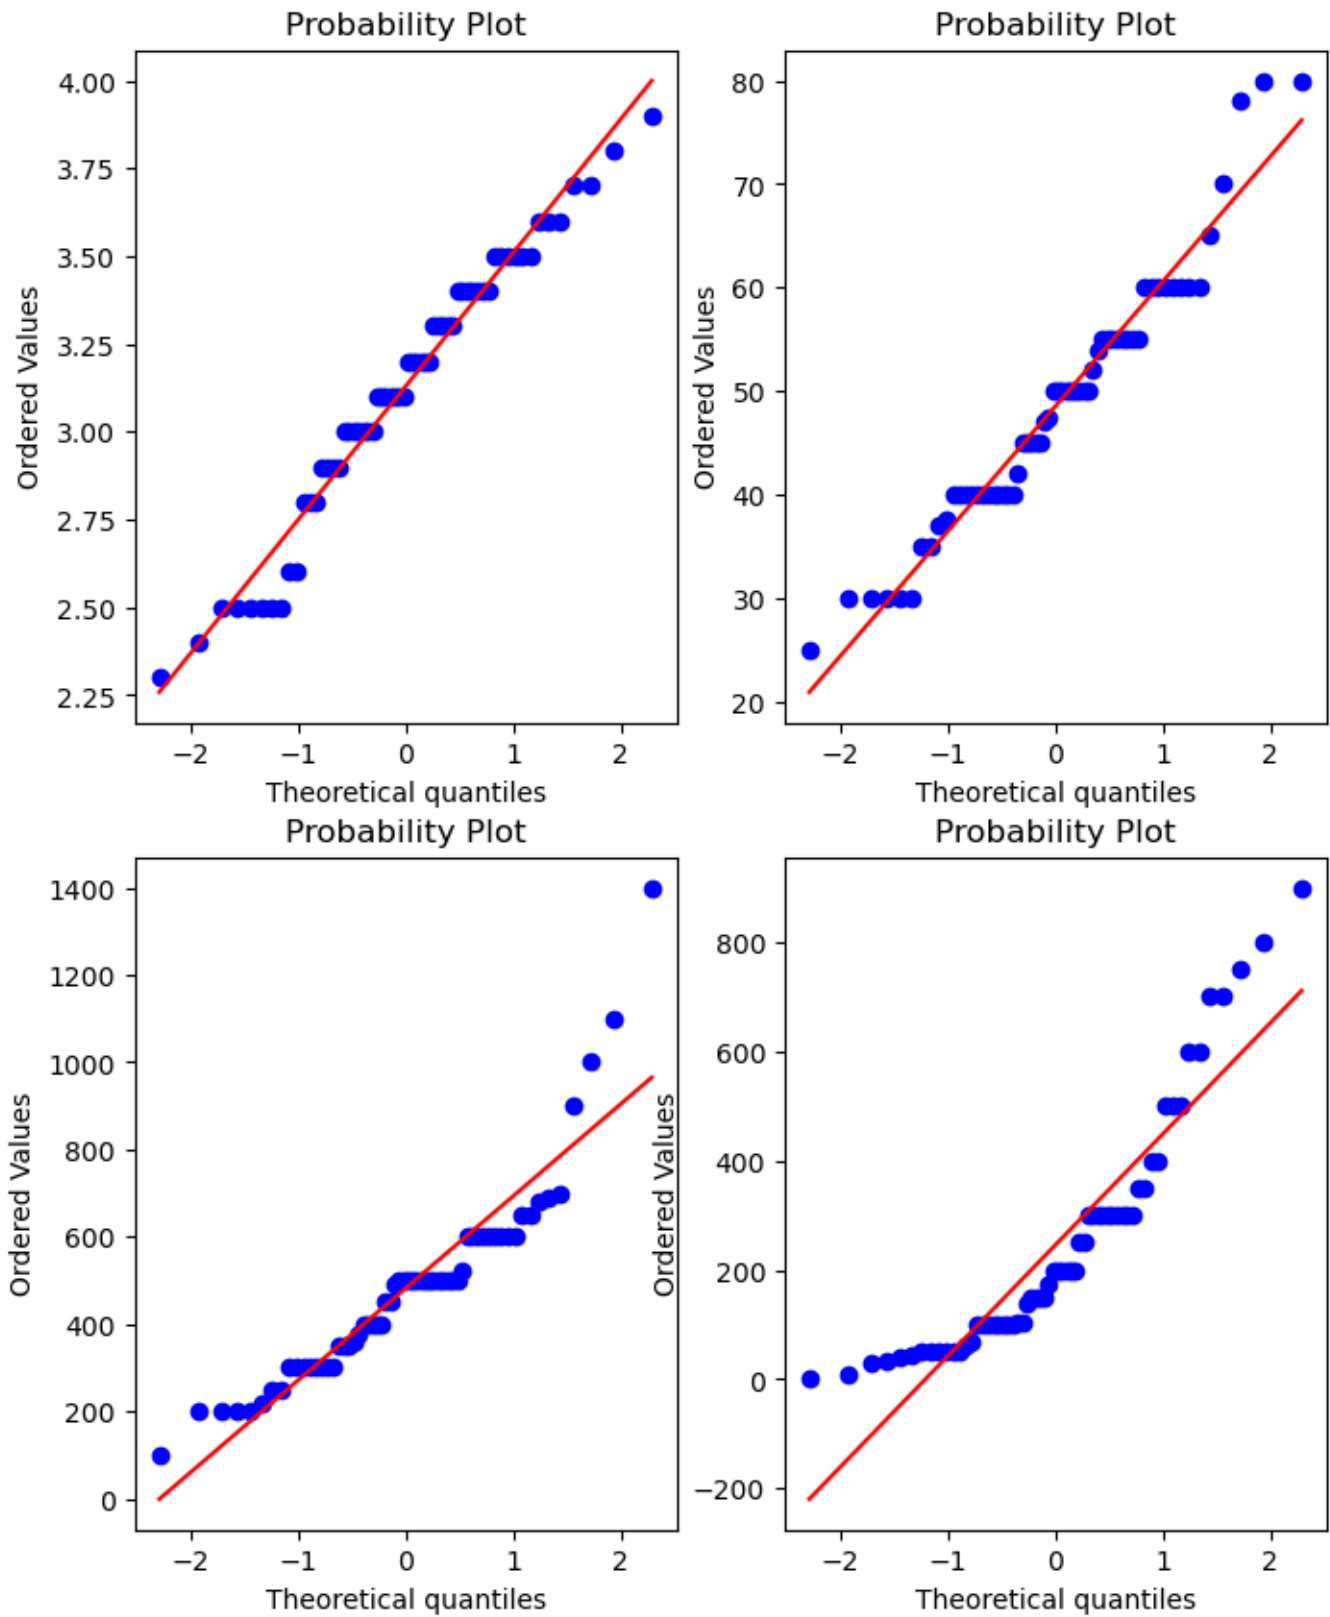 Probability Plot
4.00
3.75
3.50
3.25
3.00
2.75
2.50
2.25
Ordered Values
−2 −1 0 1 2
Theoretical quantiles
Probability Plot
80
70
60
50
40
30
20
Ordered Values
−2 −1 0 1 2
Theoretical quantiles
Probability Plot
1400
1200
1000
800
600
400
200
0
Ordered Values
−2 −1 0 1 2
Theoretical quantiles
Probability Plot
800
600
400
200
0
−200
Ordered Values
−2 −1 0 1 2
Theoretical quantiles